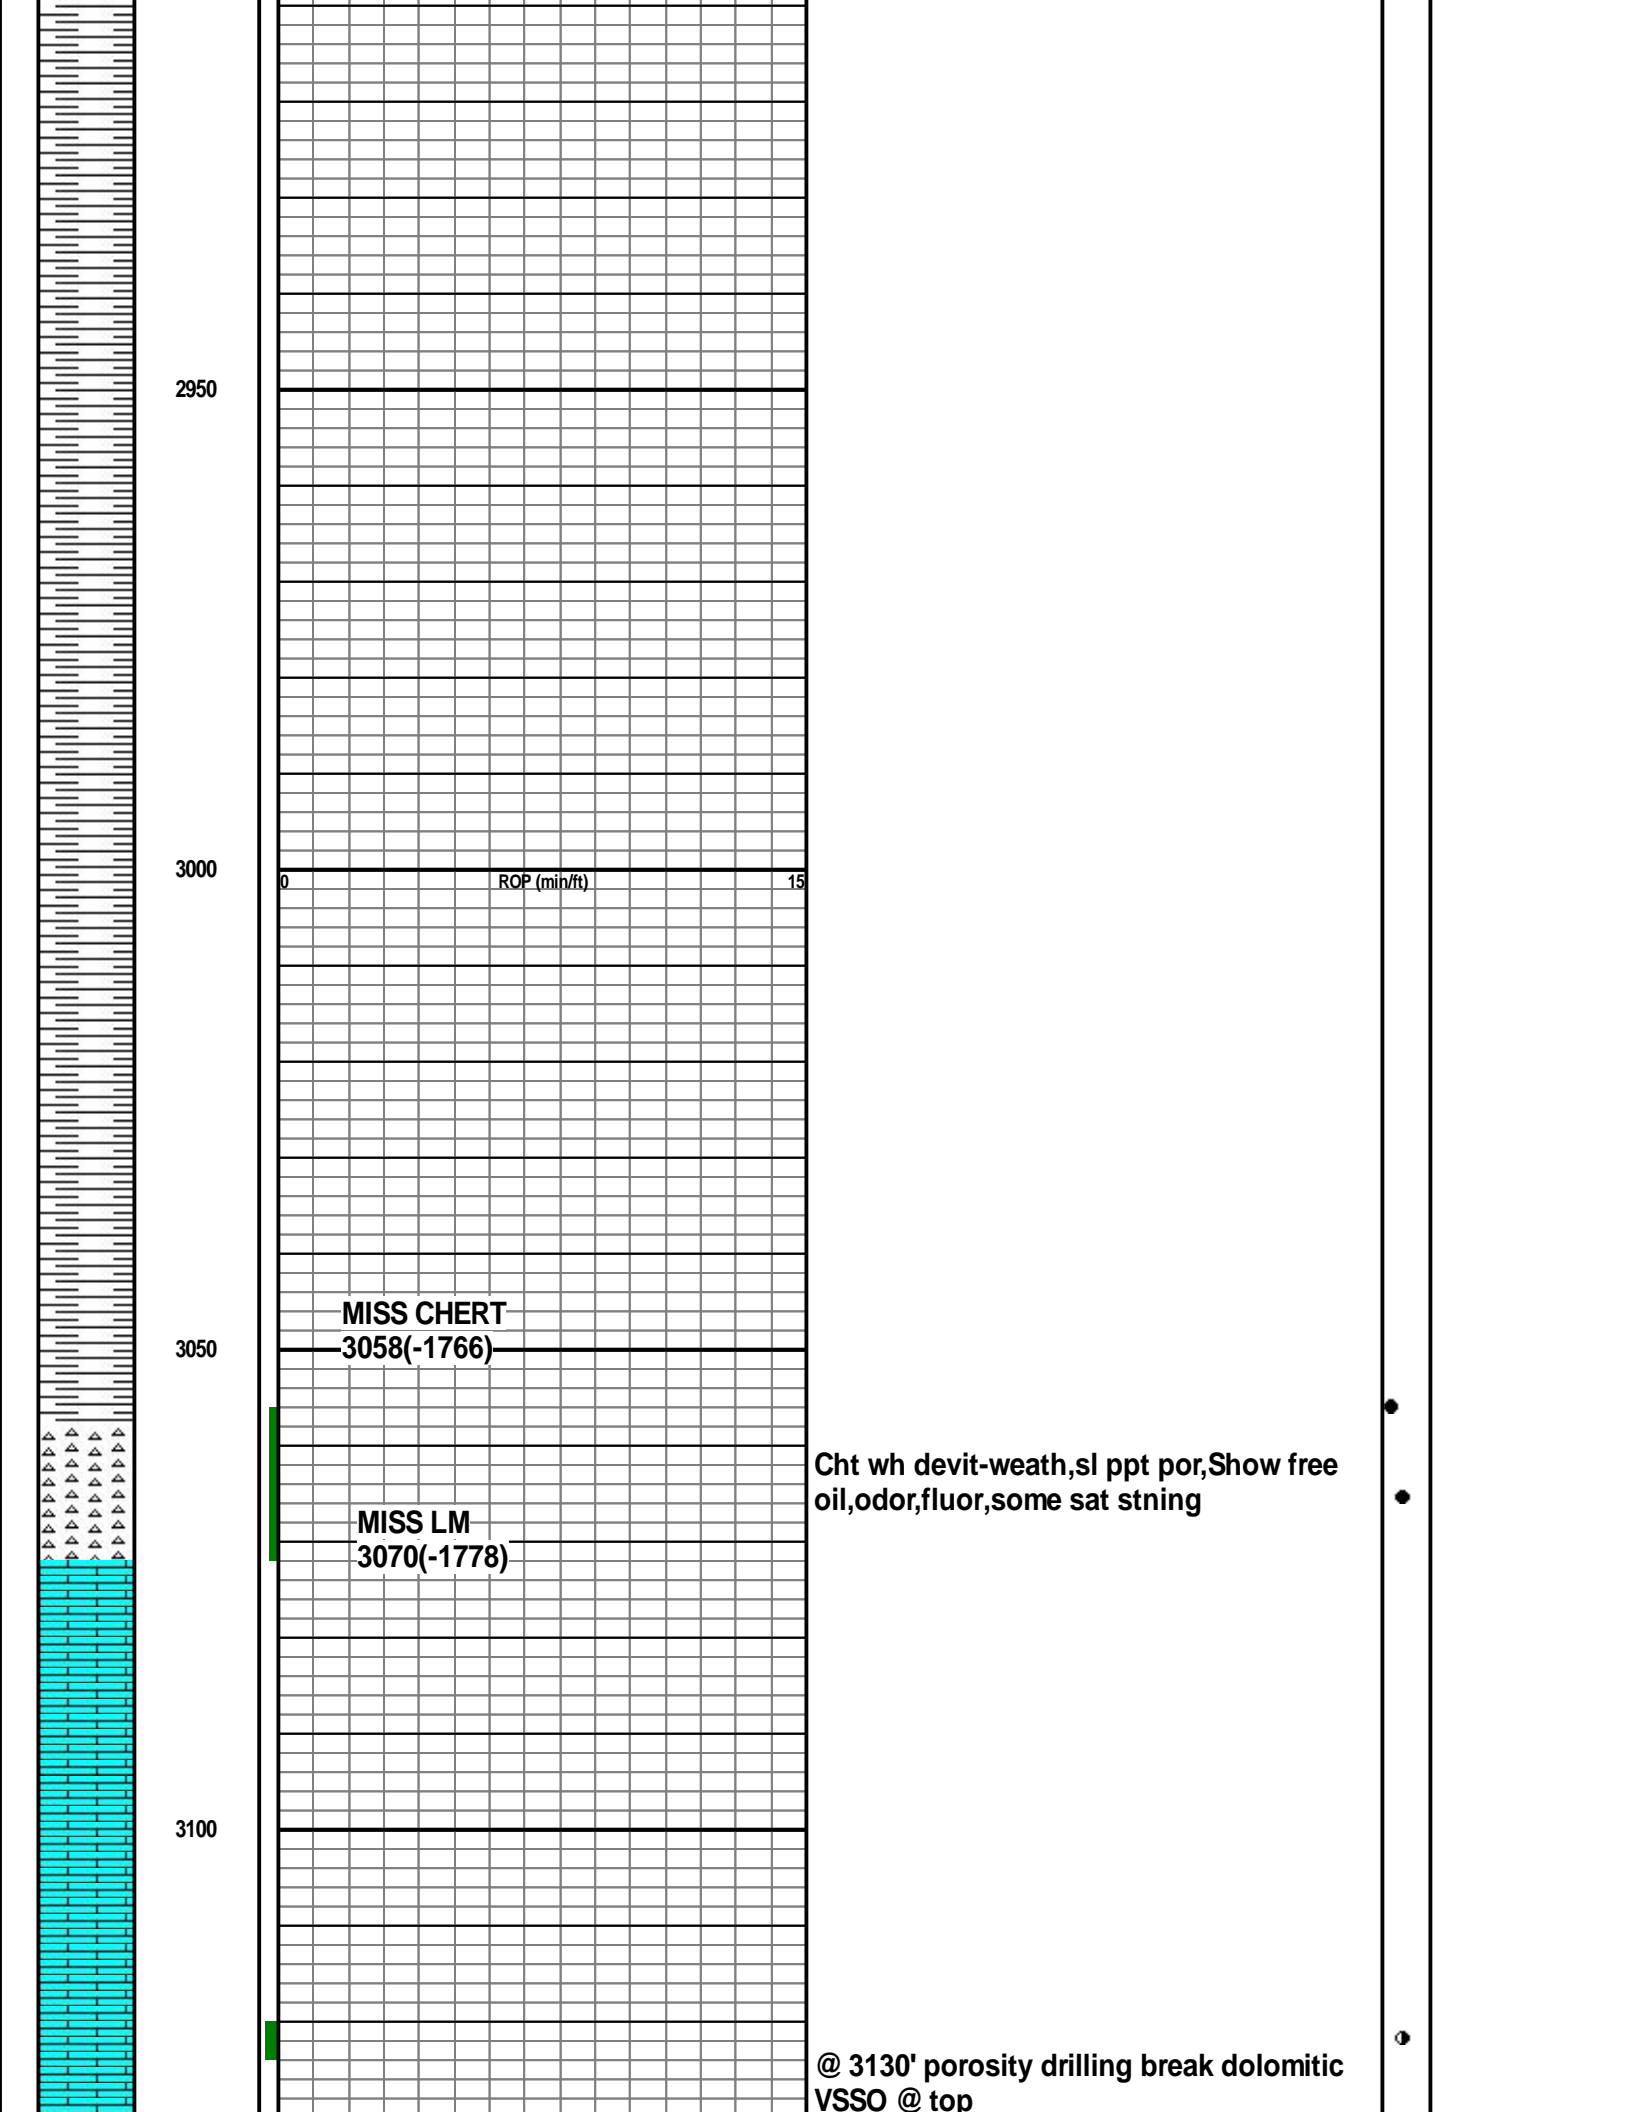 2950
3000
0 ROP (min/ft) 15
MISS CHERT
3058(-1766)
3050
Cht wh devit-weath,sl ppt por,Show free
oil,odor,fluor,some sat stning
MISS LM
3070(-1778)
3100
@ 3130' porosity drilling break dolomitic
VSSO @ top